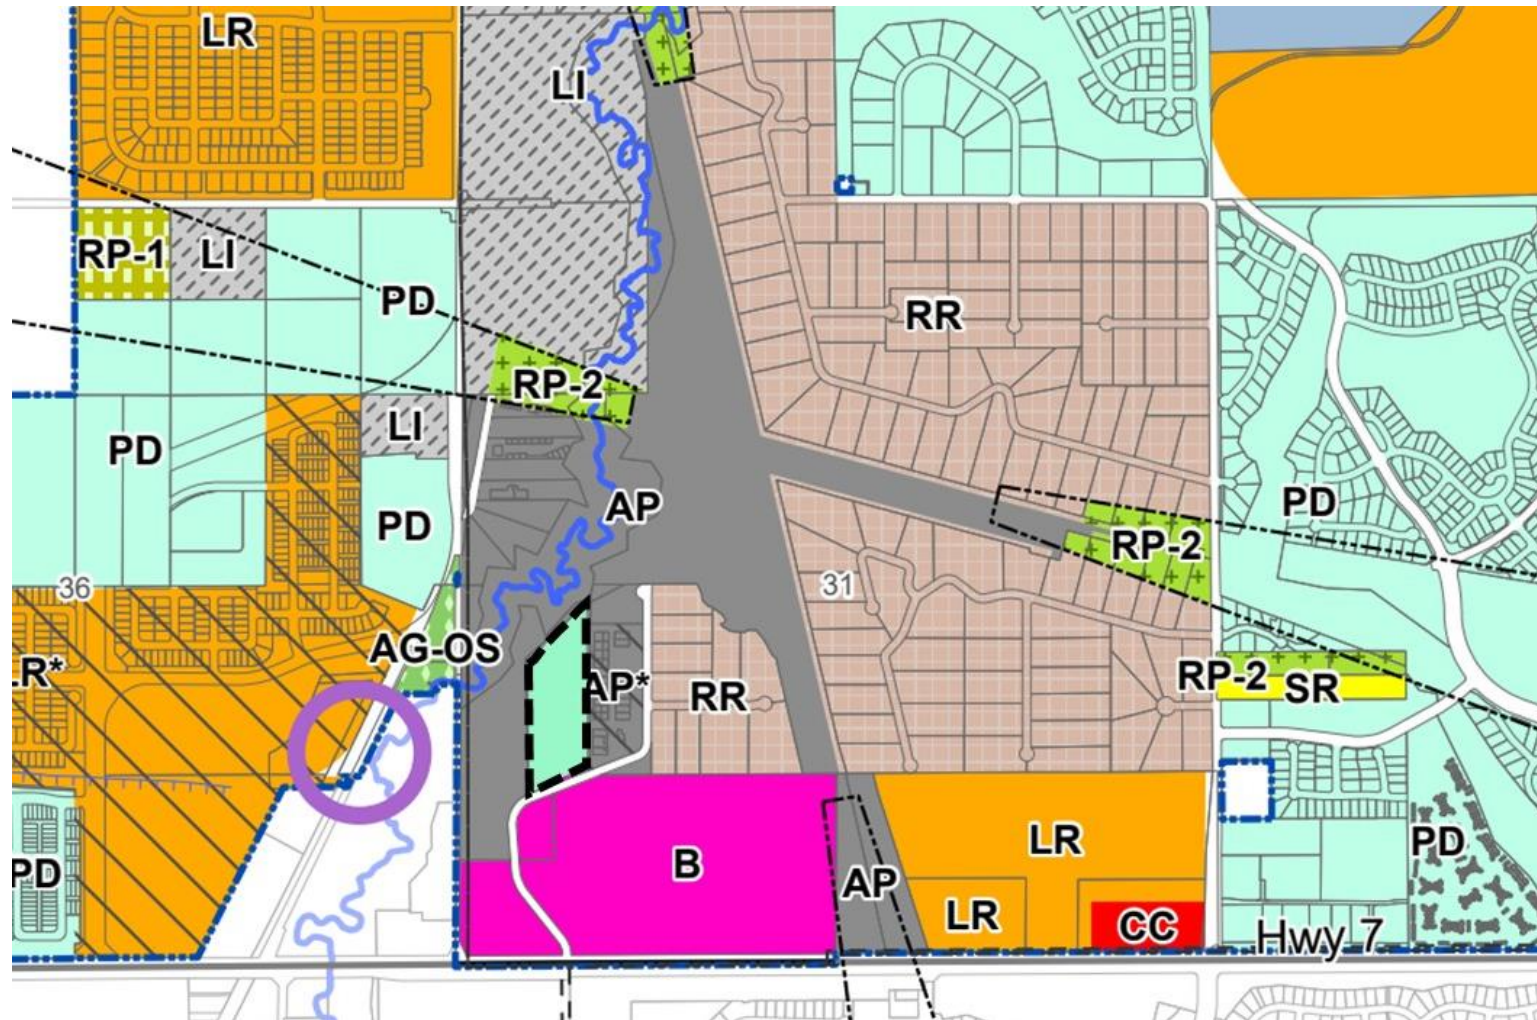 LR
LI
RP-1
LI
PD
RR
RP-2
LI
PD
AP
PD
PD
RP-2
36
31
AG-OS
LR*
AP*
RR
RP-2
SR
B
LR
PD
PD
AP
LR
CC
Hwy 7